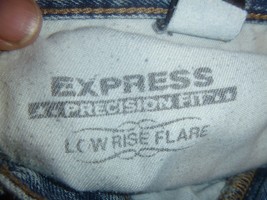 EXPRESS
PRECISION FIT
LOW RISE FLARE